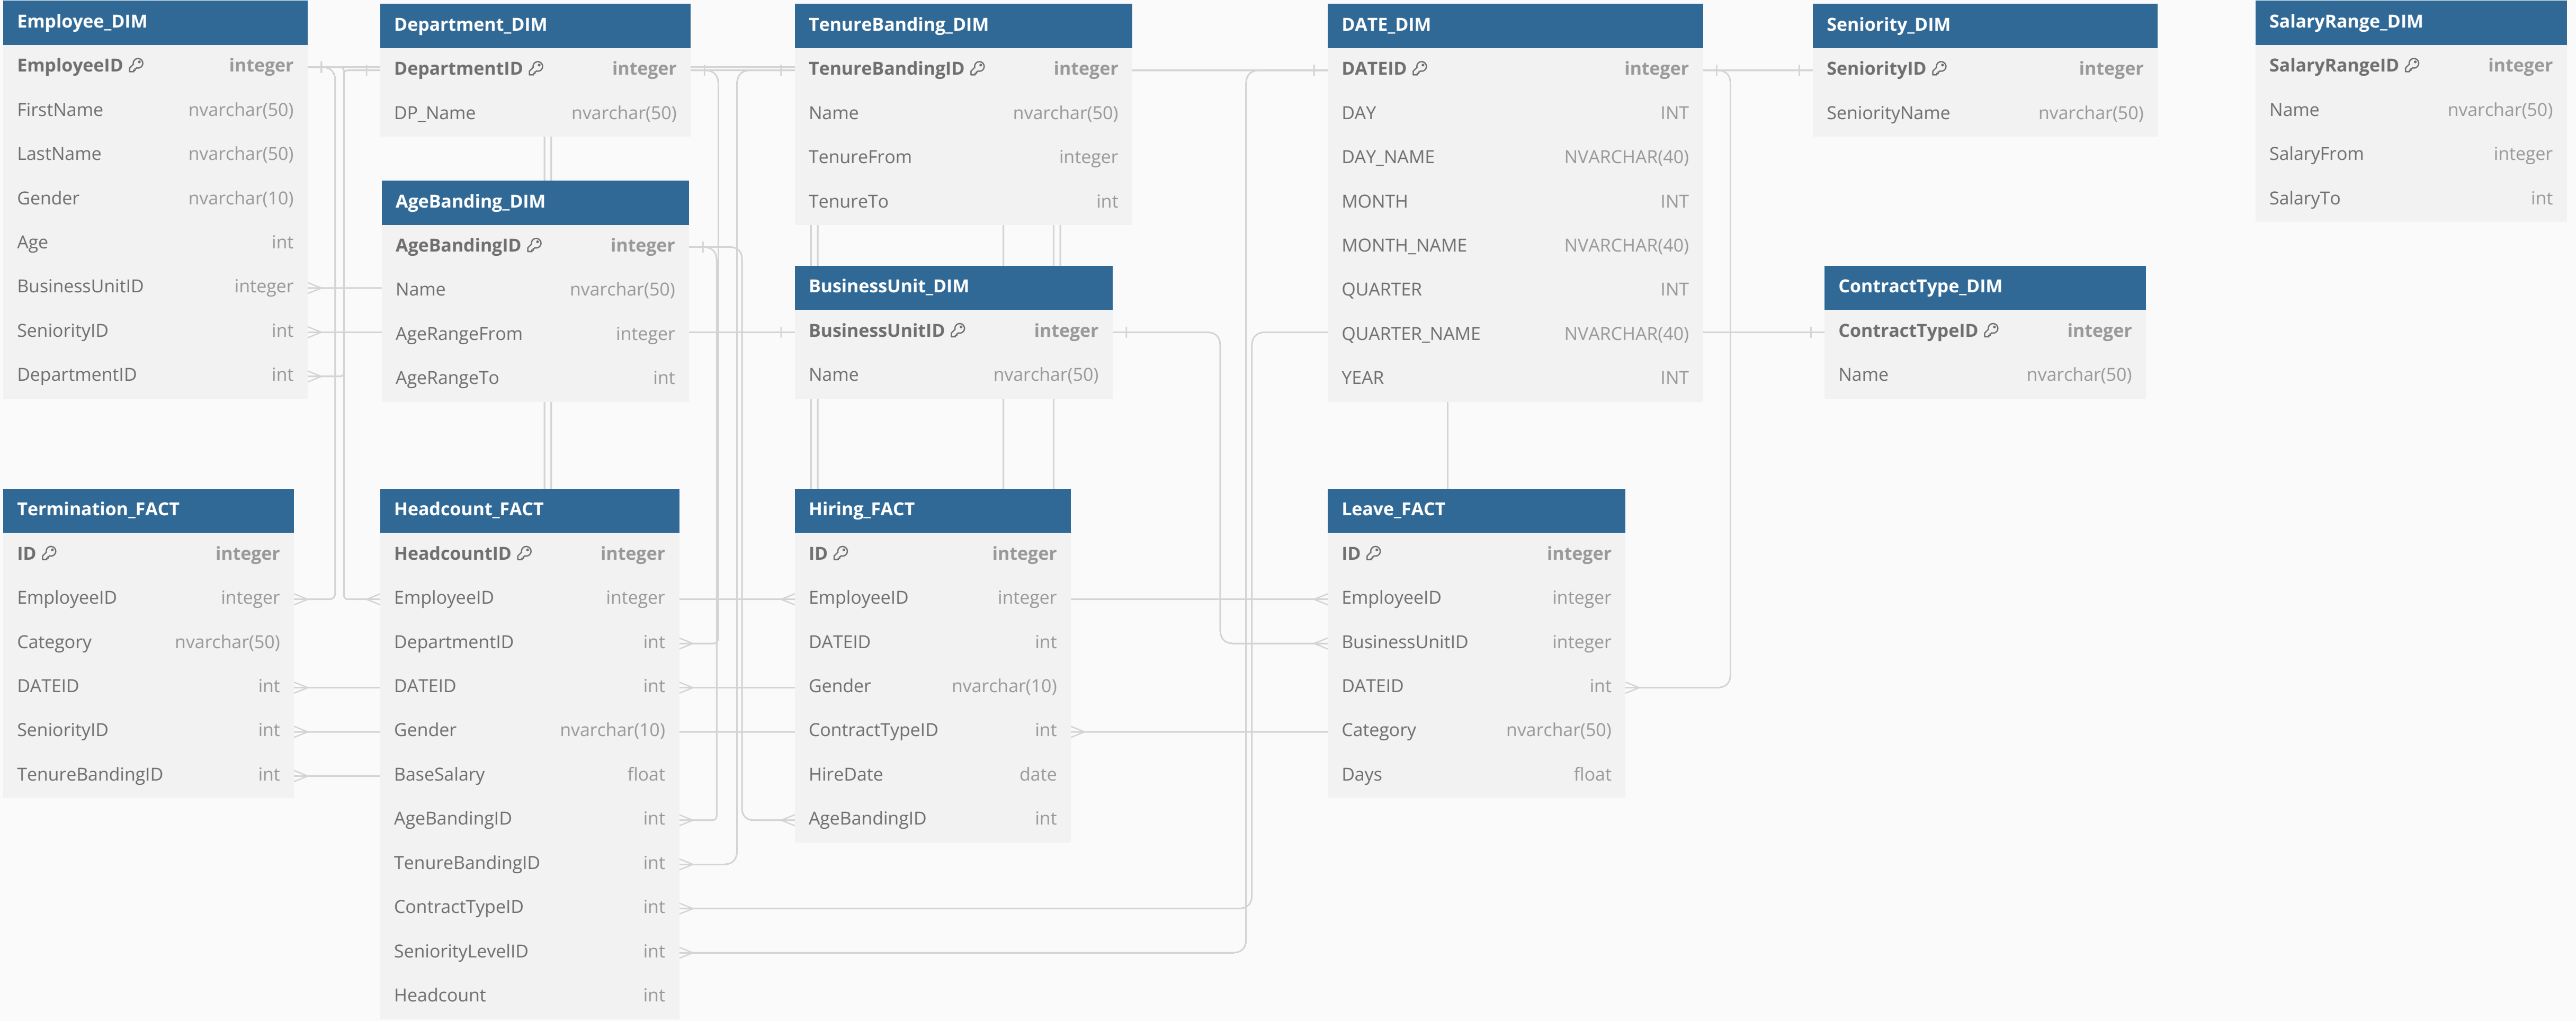 Employee_DIM
EmployeeID integer
FirstName nvarchar(50)
LastName nvarchar(50)
Gender nvarchar(10)
Age int
BusinessUnitID integer
SeniorityID int
DepartmentID int
Department_DIM
DepartmentID integer
DP_Name nvarchar(50)
AgeBanding_DIM
AgeBandingID integer
Name nvarchar(50)
AgeRangeFrom integer
AgeRangeTo int
TenureBanding_DIM
TenureBandingID integer
Name nvarchar(50)
TenureFrom integer
TenureTo int
BusinessUnit_DIM
BusinessUnitID integer
Name nvarchar(50)
DATE_DIM
DATEID integer
DAY INT
DAY_NAME NVARCHAR(40)
MONTH INT
MONTH_NAME NVARCHAR(40)
QUARTER INT
QUARTER_NAME NVARCHAR(40)
YEAR INT
Seniority_DIM
SeniorityID integer
SeniorityName nvarchar(50)
ContractType_DIM
ContractTypeID integer
Name nvarchar(50)
SalaryRange_DIM
SalaryRangeID integer
Name nvarchar(50)
SalaryFrom integer
SalaryTo int
Termination_FACT
ID integer
EmployeeID integer
Category nvarchar(50)
DATEID int
SeniorityID int
TenureBandingID int
Headcount_FACT
HeadcountID integer
EmployeeID integer
DepartmentID int
DATEID int
Gender nvarchar(10)
BaseSalary float
AgeBandingID int
TenureBandingID int
ContractTypeID int
SeniorityLevelID int
Headcount int
Hiring_FACT
ID integer
EmployeeID integer
DATEID int
Gender nvarchar(10)
ContractTypeID int
HireDate date
AgeBandingID int
Leave_FACT
ID integer
EmployeeID integer
BusinessUnitID integer
DATEID int
Category nvarchar(50)
Days float